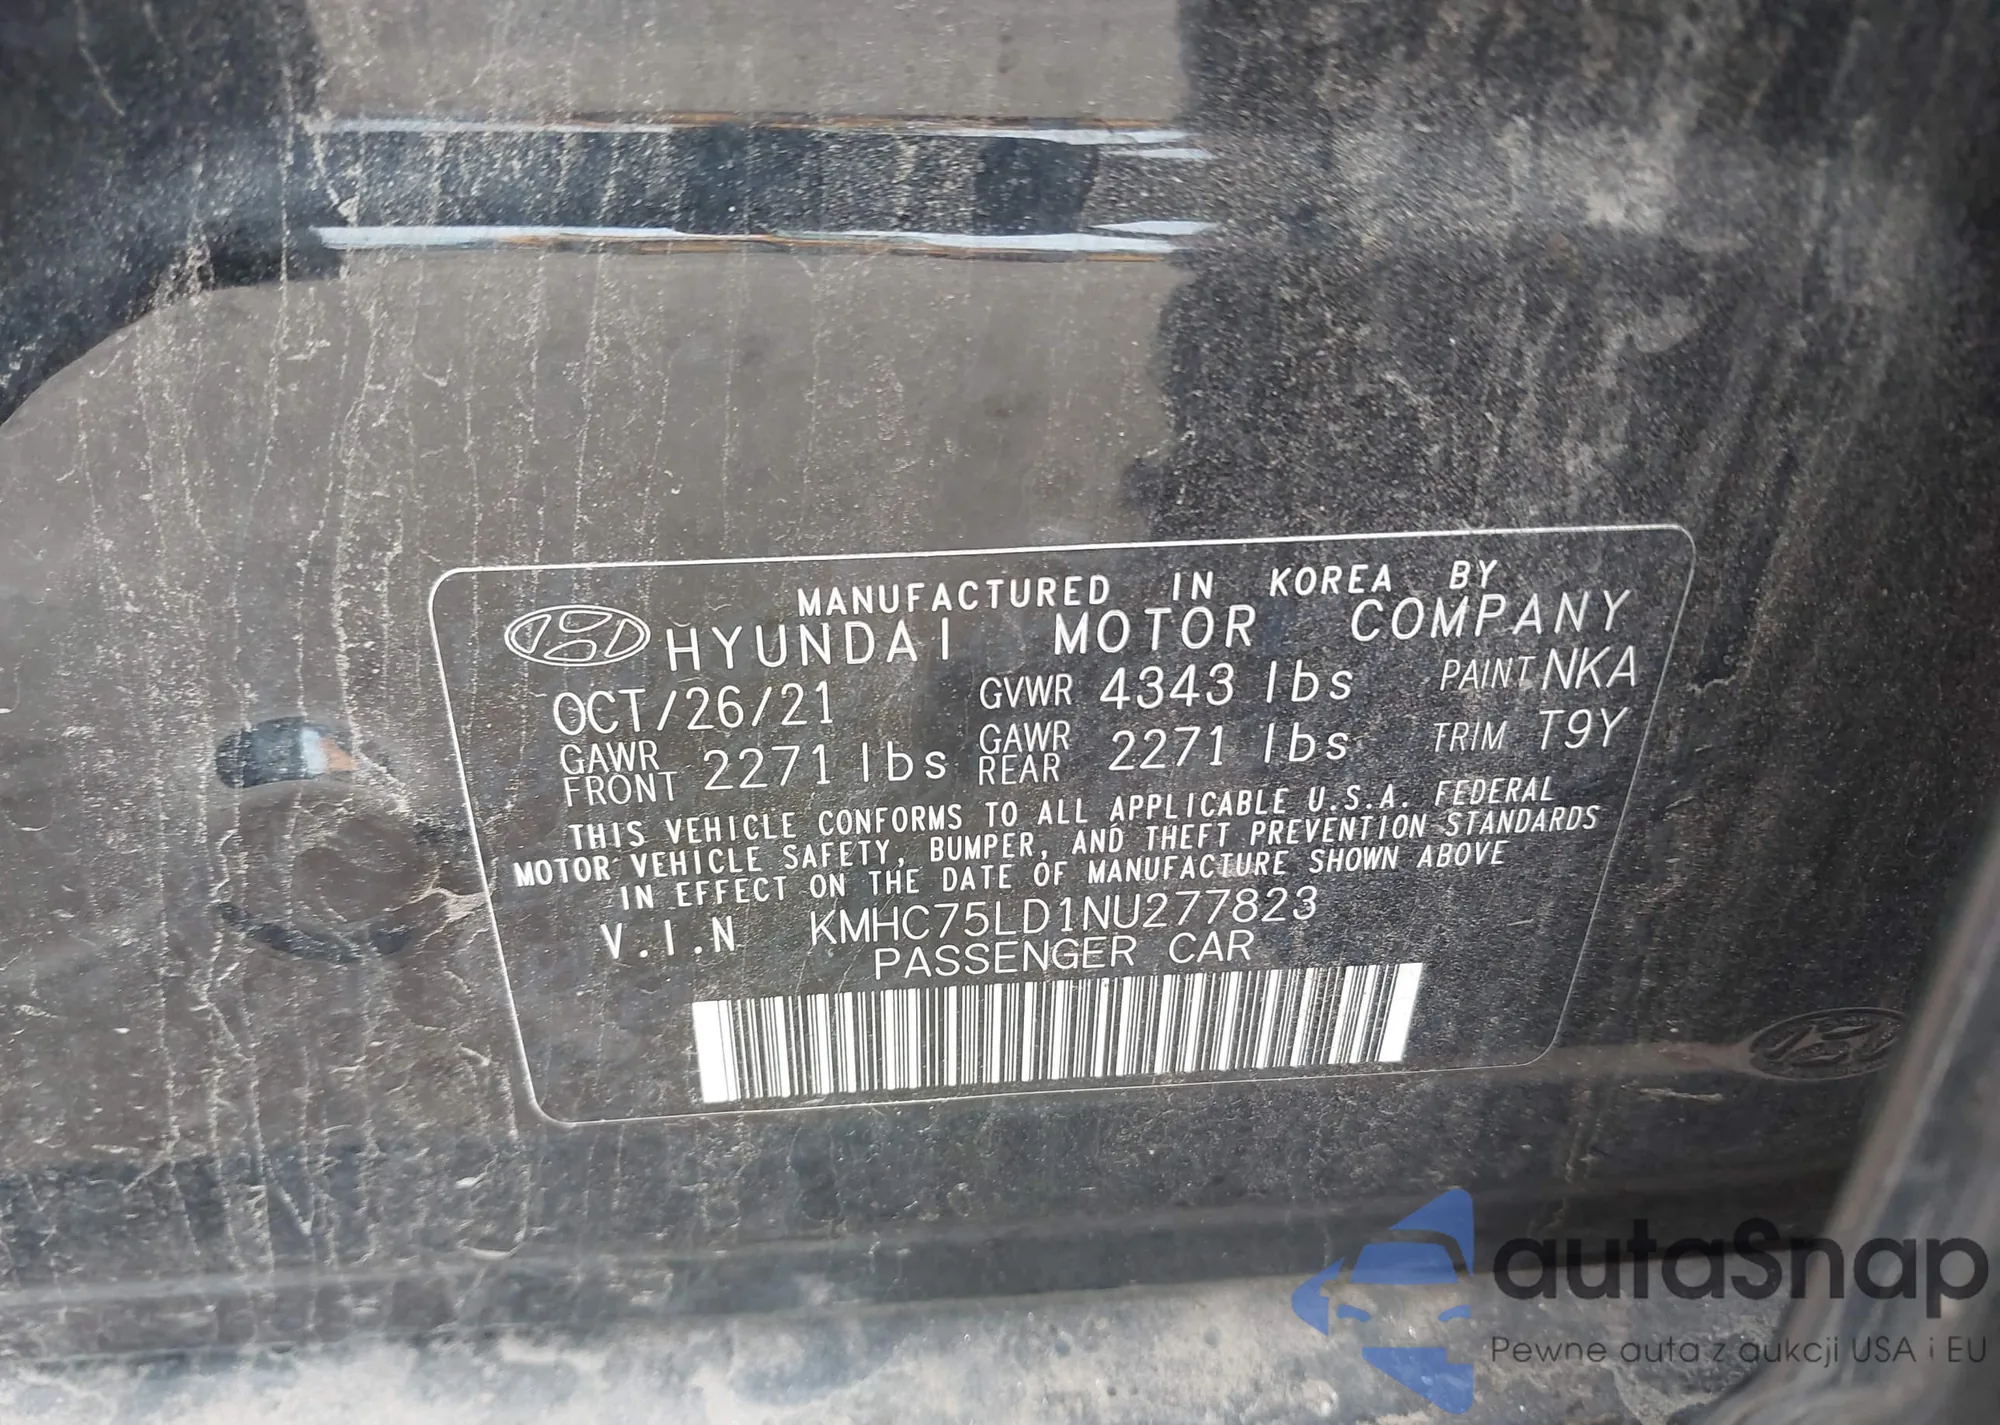 MANUFACTURED IN KOREA BY
HYUNDAI MOTOR COMPANY
OCT/26/21 GVWR 4343 lbs PAINT NKA
GAWR FRONT 2271 lbs GAWR REAR 2271 lbs TRIM T9Y
THIS VEHICLE CONFORMS TO ALL APPLICABLE U.S.A. FEDERAL
MOTOR VEHICLE SAFETY, BUMPER, AND THEFT PREVENTION STANDARDS
IN EFFECT ON THE DATE OF MANUFACTURE SHOWN ABOVE
V.I.N KMHC75LD1NU277823
PASSENGER CAR
autaSnap
Pewne auta z aukcji USA i EU